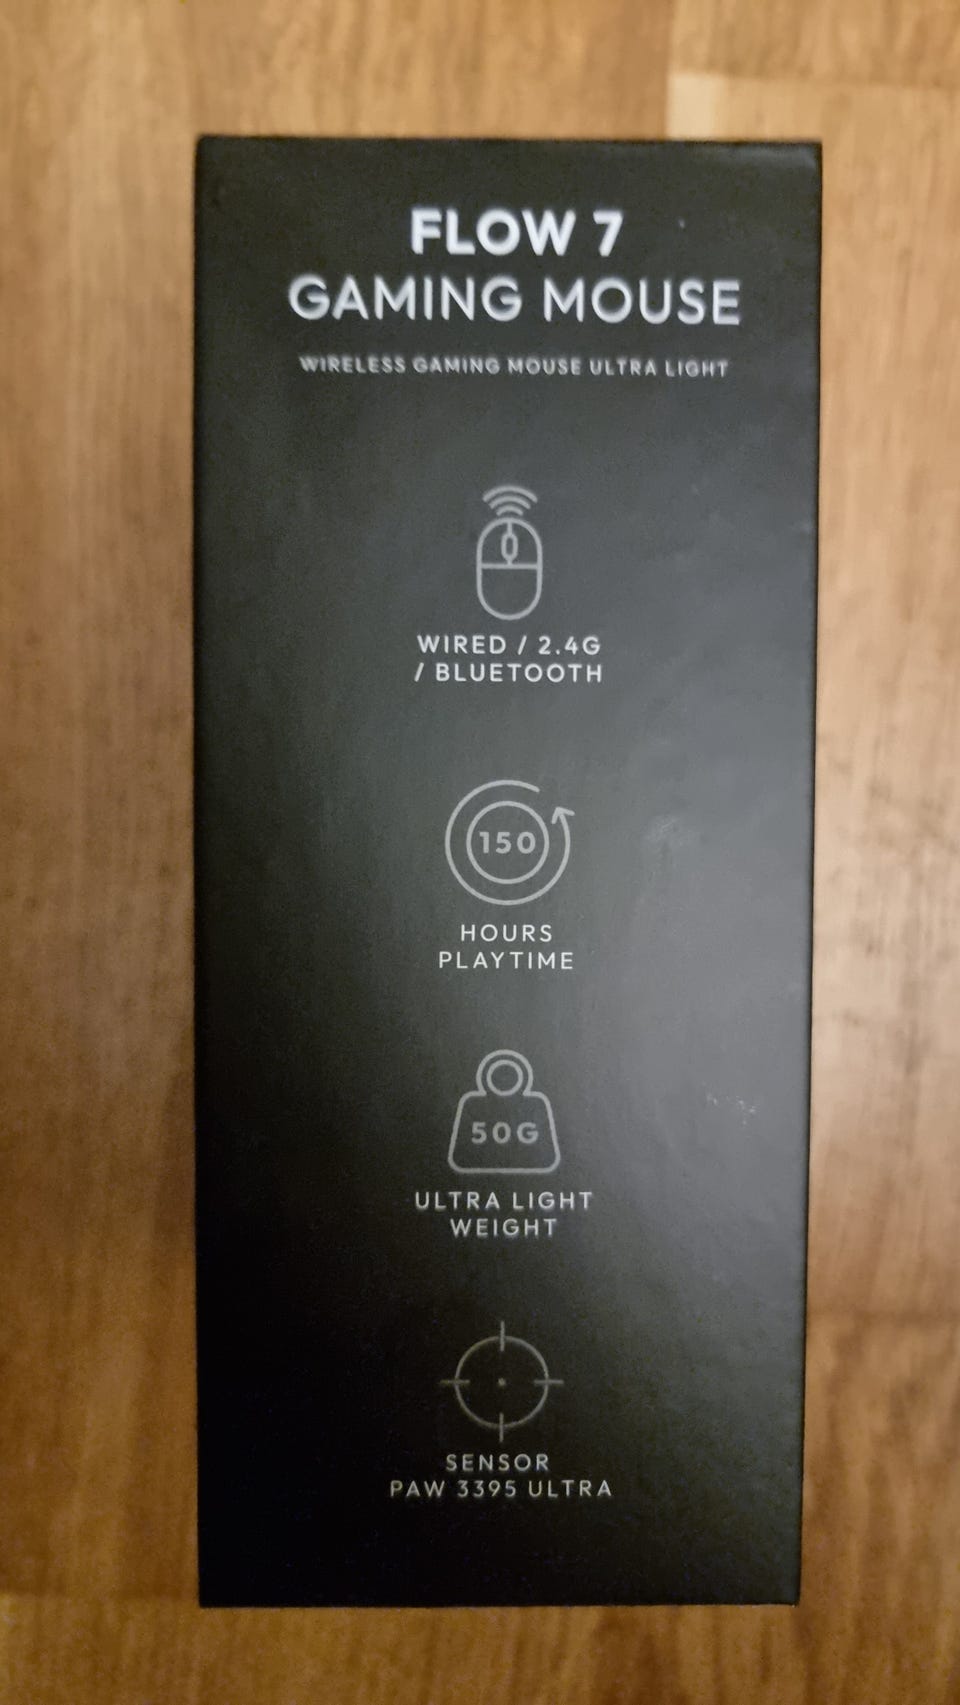 FLOW 7
GAMING MOUSE
WIRELESS GAMING MOUSE ULTRA LIGHT
WIRED / 2.4G
/ BLUETOOTH
150
HOURS
PLAYTIME
50G
ULTRA LIGHT
WEIGHT
SENSOR
PAW 3395 ULTRA